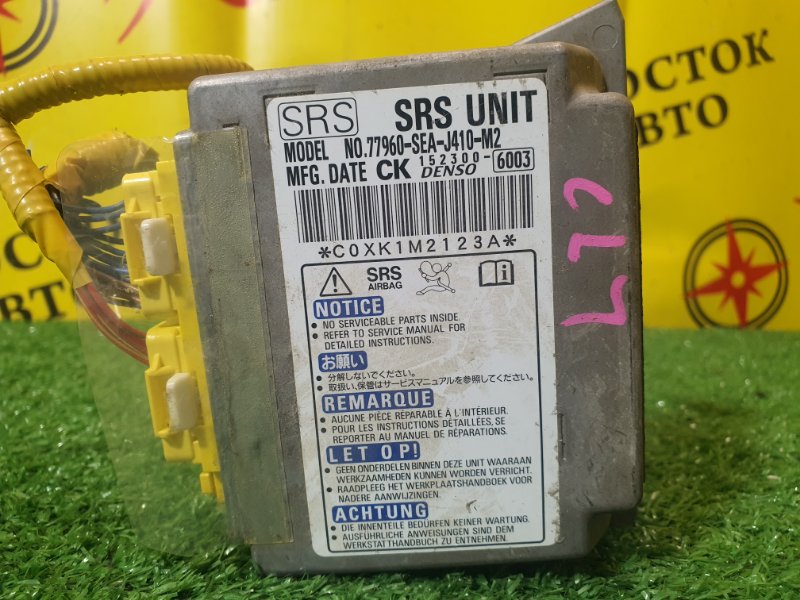 SRS SRS UNIT
MODEL NO.77960-SEA-J410-M2
MFG. DATE CK 152300-6003
DENSO
*C0XK1M2123A*
SRS
AIRBAG
NOTICE
• NO SERVICEABLE PARTS INSIDE.
• REFER TO SERVICE MANUAL FOR
DETAILED INSTRUCTIONS.
お願い
• 分解しないでください。
• 取扱い、保管はサービスマニュアルを参照してください。
REMARQUE
• AUCUNE PIÈCE RÉPARABLE À L'INTÉRIEUR.
• POUR LES INSTRUCTIONS DÉTAILLÉES, SE
REPORTER AU MANUEL DE RÉPARATIONS.
LET OP!
• GEEN ONDERDELEN BINNEN DEZE UNIT WAARAAN
WERKZAAMHEDEN KUNNEN WORDEN VERRICHT.
• RAADPLEEG HET WERKPLAATSHANDBOEK VOOR
NADERE AANWIJZINGEN.
ACHTUNG
• DIE INNENTEILE BEDÜRFEN KEINER WARTUNG.
• AUSFÜHRLICHE ANWEISUNGEN SIND DEM
WERKSTATTHANDBUCH ZU ENTNEHMEN.
ОСТОК
ВТО
ОСТОК
ВТО